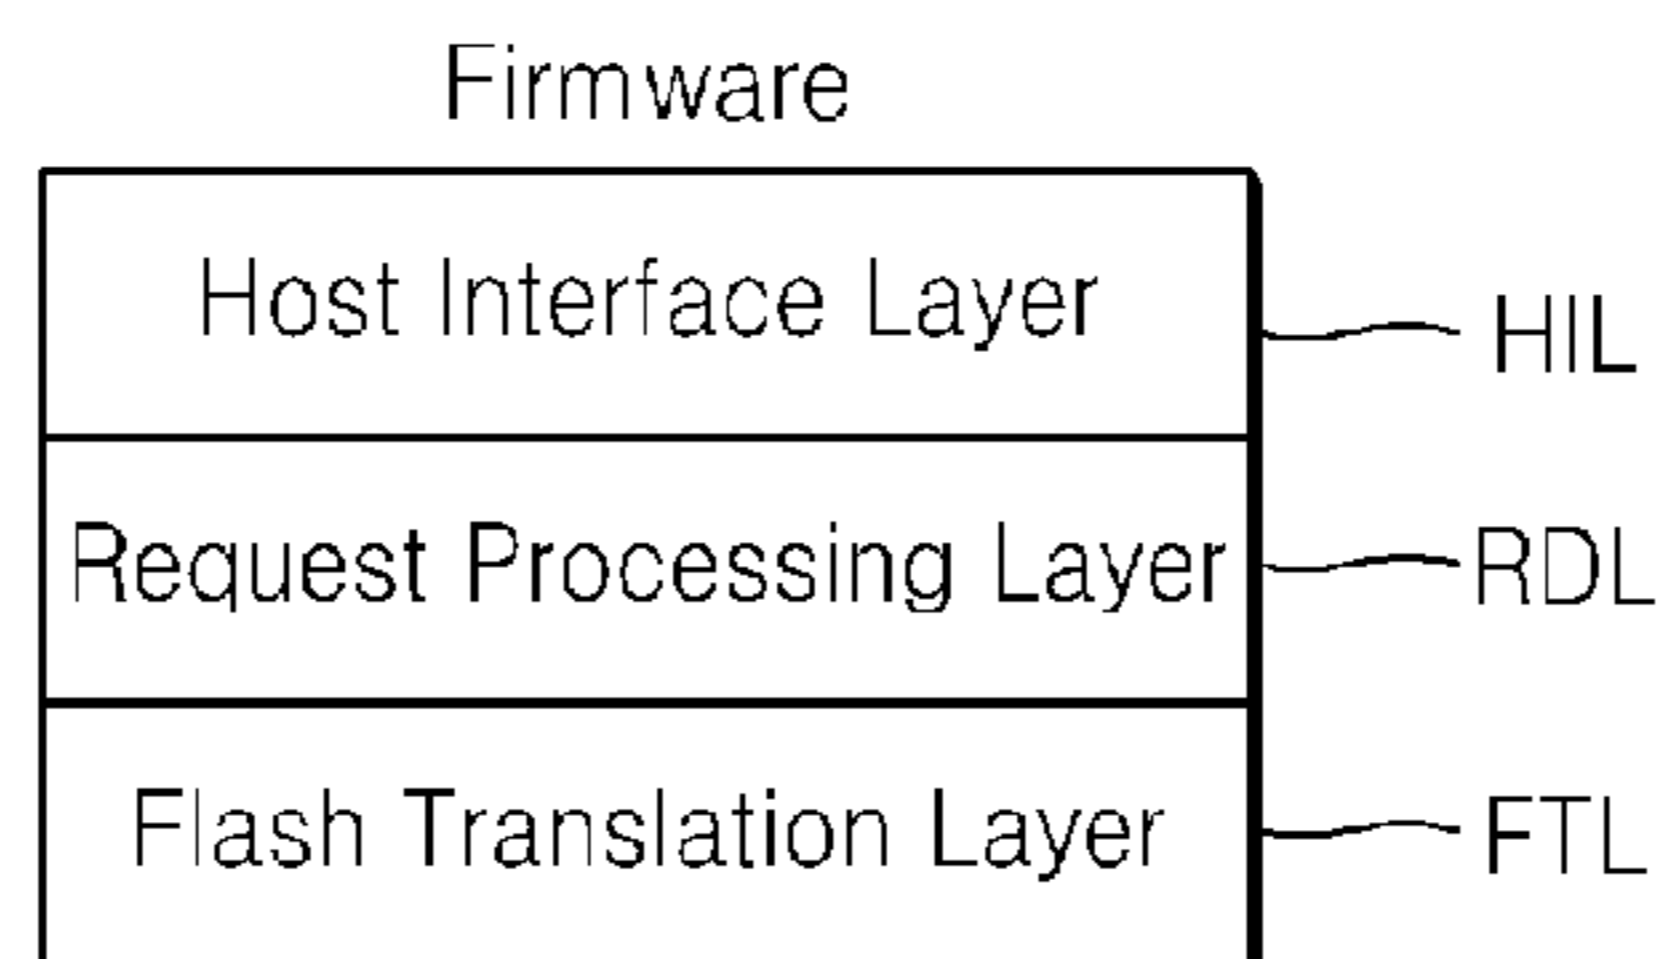 Firmware
Host Interface Layer
HIL
Request Processing Layer
RDL
Flash Translation Layer
FTL